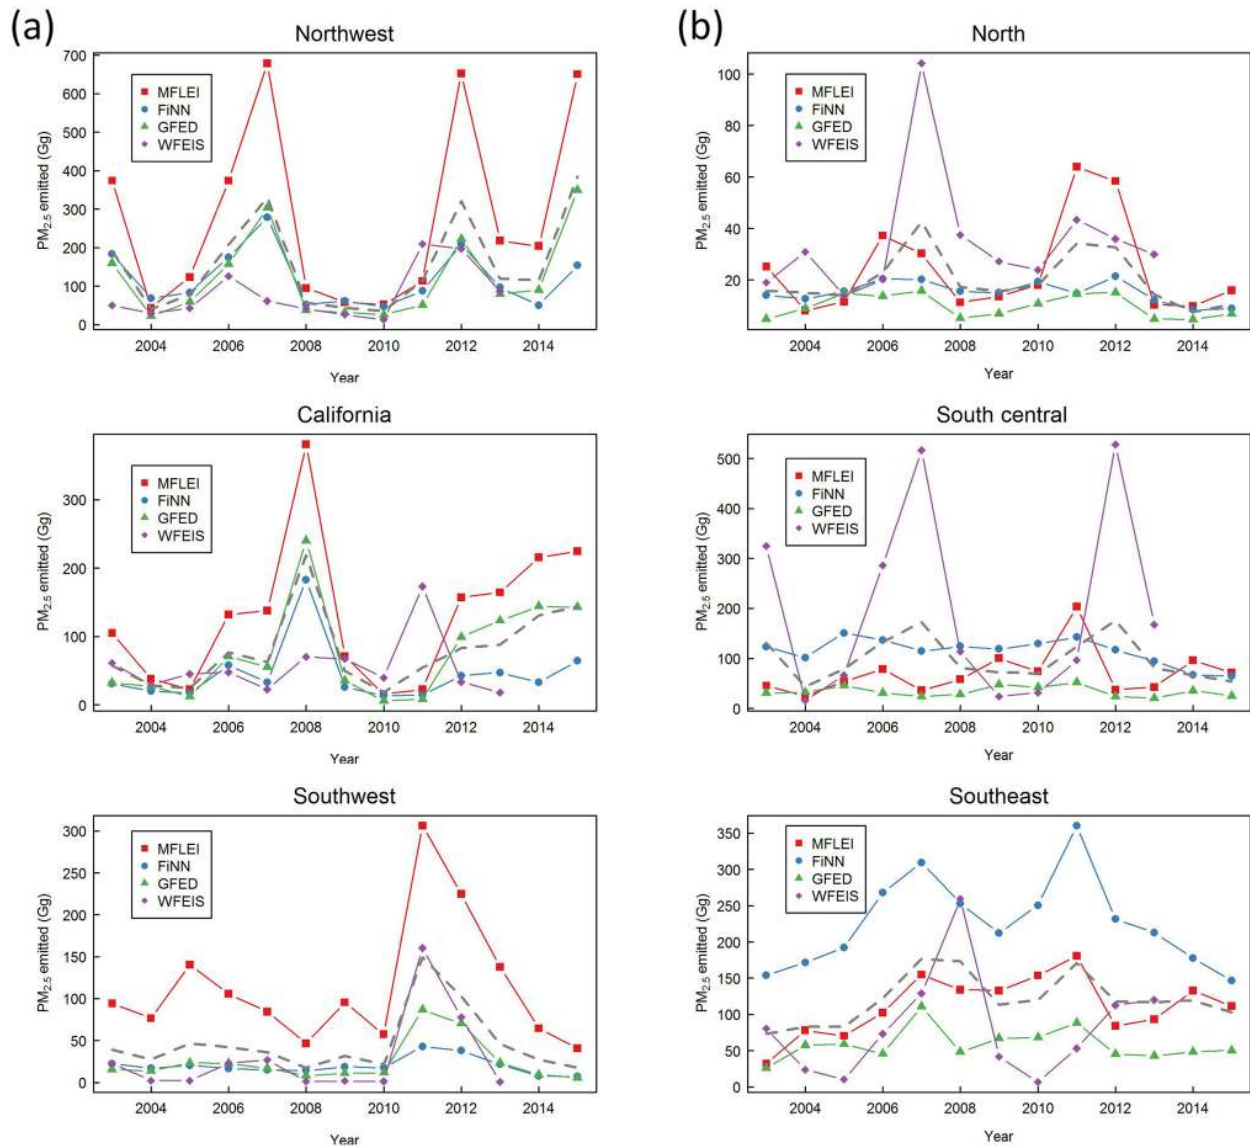 (a)
Northwest
PM2.5 emitted (Gg)
700
600
500
400
300
200
100
0
MFLEI
FiNN
GFED
WFEIS
2004 2006 2008 2010 2012 2014
Year
California
PM2.5 emitted (Gg)
300
200
100
0
MFLEI
FiNN
GFED
WFEIS
2004 2006 2008 2010 2012 2014
Year
Southwest
PM2.5 emitted (Gg)
300
250
200
150
100
50
0
MFLEI
FiNN
GFED
WFEIS
2004 2006 2008 2010 2012 2014
Year
(b)
North
PM2.5 emitted (Gg)
100
80
60
40
20
MFLEI
FiNN
GFED
WFEIS
2004 2006 2008 2010 2012 2014
Year
South central
PM2.5 emitted (Gg)
500
400
300
200
100
0
MFLEI
FiNN
GFED
WFEIS
2004 2006 2008 2010 2012 2014
Year
Southeast
PM2.5 emitted (Gg)
350
300
250
200
150
100
50
0
MFLEI
FiNN
GFED
WFEIS
2004 2006 2008 2010 2012 2014
Year